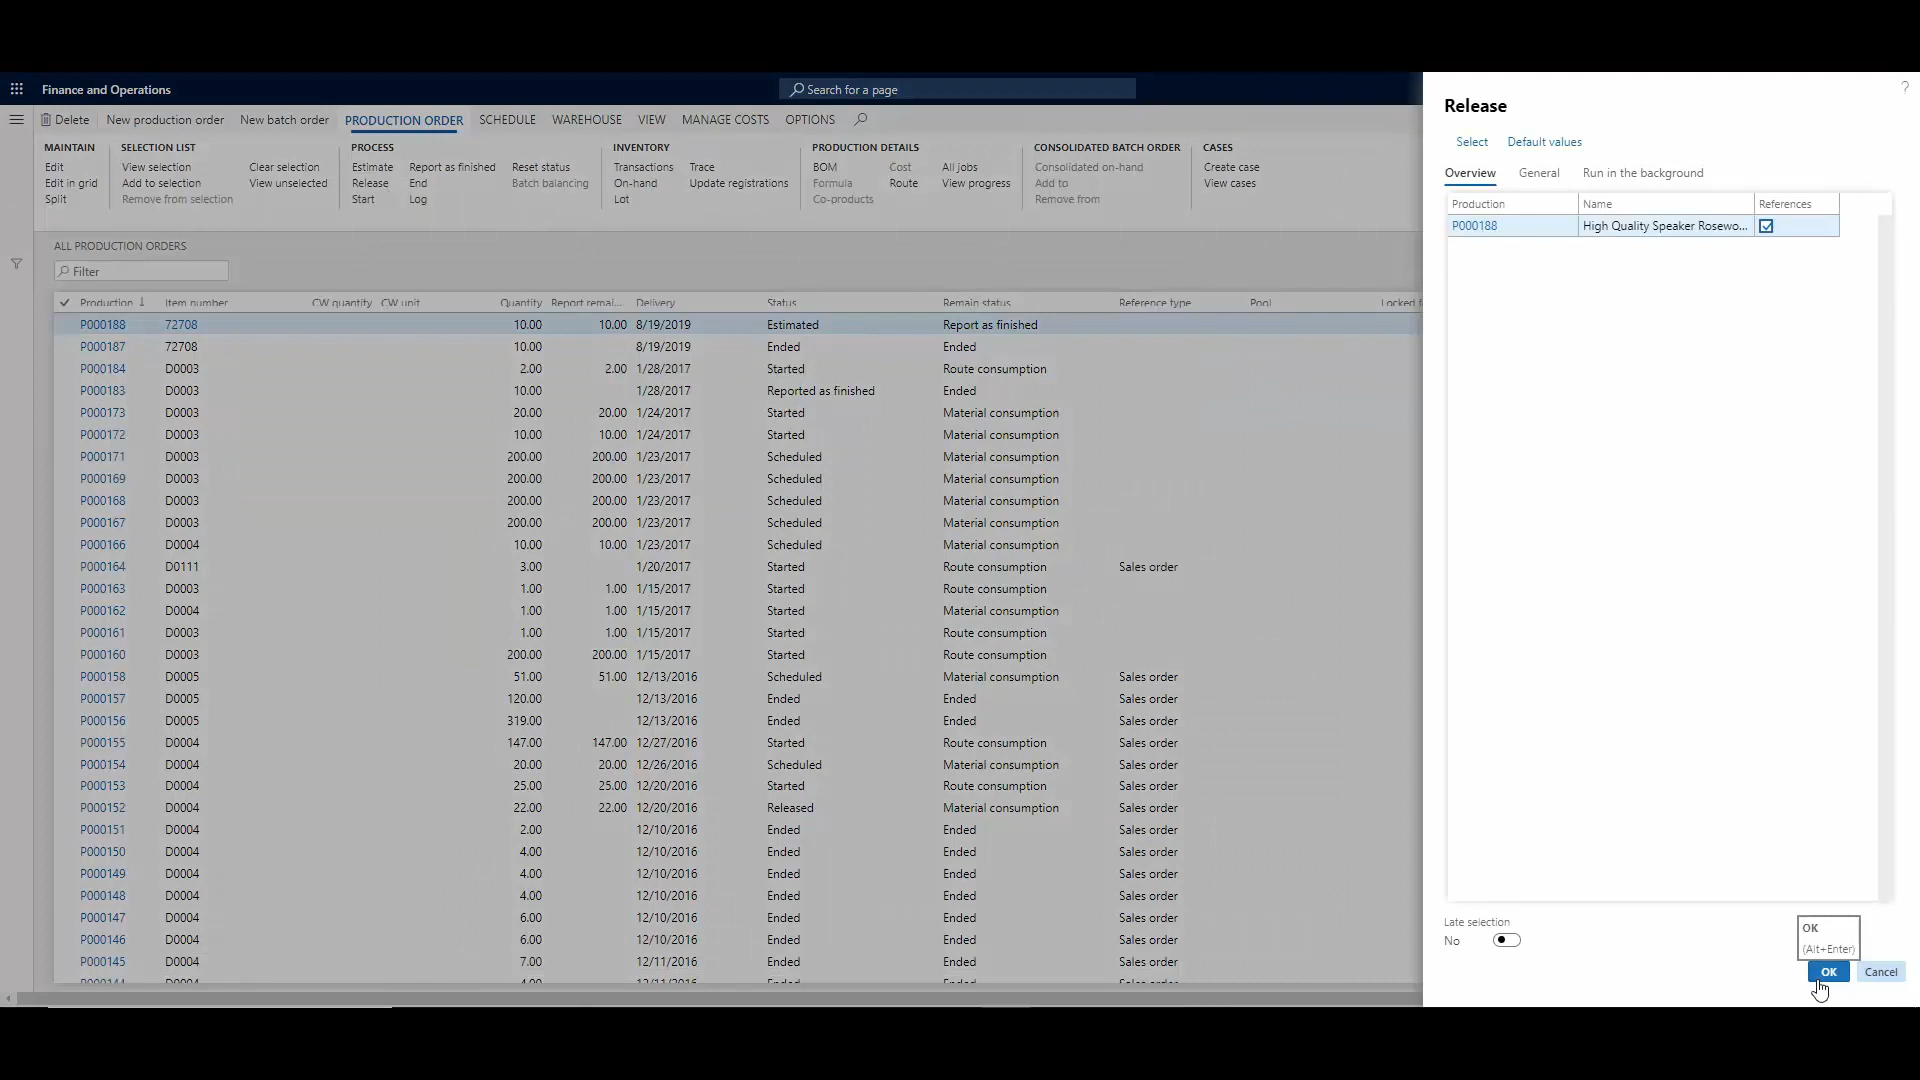 Finance and Operations
Search for a page
?
Delete New production order New batch order PRODUCTION ORDER SCHEDULE WAREHOUSE VIEW MANAGE COSTS OPTIONS
MAINTAIN SELECTION LIST PROCESS INVENTORY PRODUCTION DETAILS CONSOLIDATED BATCH ORDER CASES
Edit View selection Clear selection Estimate Report as finished Reset status Transactions Trace BOM Cost All jobs Consolidated on-hand Create case
Edit in grid Add to selection View unselected Release End Batch balancing On-hand Update registrations Formula Route View progress Add to View cases
Split Remove from selection Start Log Lot Co-products Remove from
ALL PRODUCTION ORDERS
Filter
Production ↓ Item number CW quantity CW unit Quantity Report remai... Delivery Status Remain status Reference type Pool Locked f
P000188 72708 10.00 10.00 8/19/2019 Estimated Report as finished
P000187 72708 10.00 8/19/2019 Ended Ended
P000184 D0003 2.00 2.00 1/28/2017 Started Route consumption
P000183 D0003 10.00 1/28/2017 Reported as finished Ended
P000173 D0003 20.00 20.00 1/24/2017 Started Material consumption
P000172 D0003 10.00 10.00 1/24/2017 Started Material consumption
P000171 D0003 200.00 200.00 1/23/2017 Scheduled Material consumption
P000169 D0003 200.00 200.00 1/23/2017 Scheduled Material consumption
P000168 D0003 200.00 200.00 1/23/2017 Scheduled Material consumption
P000167 D0003 200.00 200.00 1/23/2017 Scheduled Material consumption
P000166 D0004 10.00 10.00 1/23/2017 Scheduled Material consumption
P000164 D0111 3.00 1/20/2017 Started Route consumption Sales order
P000163 D0003 1.00 1.00 1/15/2017 Started Route consumption
P000162 D0004 1.00 1.00 1/15/2017 Started Material consumption
P000161 D0003 1.00 1.00 1/15/2017 Started Route consumption
P000160 D0003 200.00 200.00 1/15/2017 Started Route consumption
P000158 D0005 51.00 51.00 12/13/2016 Scheduled Material consumption Sales order
P000157 D0005 120.00 12/13/2016 Ended Ended Sales order
P000156 D0005 319.00 12/13/2016 Ended Ended Sales order
P000155 D0004 147.00 147.00 12/27/2016 Started Route consumption Sales order
P000154 D0004 20.00 20.00 12/26/2016 Scheduled Material consumption Sales order
P000153 D0004 25.00 25.00 12/20/2016 Started Route consumption Sales order
P000152 D0004 22.00 22.00 12/20/2016 Released Material consumption Sales order
P000151 D0004 2.00 12/10/2016 Ended Ended Sales order
P000150 D0004 4.00 12/10/2016 Ended Ended Sales order
P000149 D0004 4.00 12/10/2016 Ended Ended Sales order
P000148 D0004 4.00 12/10/2016 Ended Ended Sales order
P000147 D0004 6.00 12/10/2016 Ended Ended Sales order
P000146 D0004 6.00 12/10/2016 Ended Ended Sales order
P000145 D0004 7.00 12/11/2016 Ended Ended Sales order
P000144 D0004 4.00 12/11/2016 Ended Ended Sales order
Release
Select Default values
Overview General Run in the background
Production Name References
P000188 High Quality Speaker Rosewo...
Late selection
No
OK
(Alt+Enter)
OK Cancel